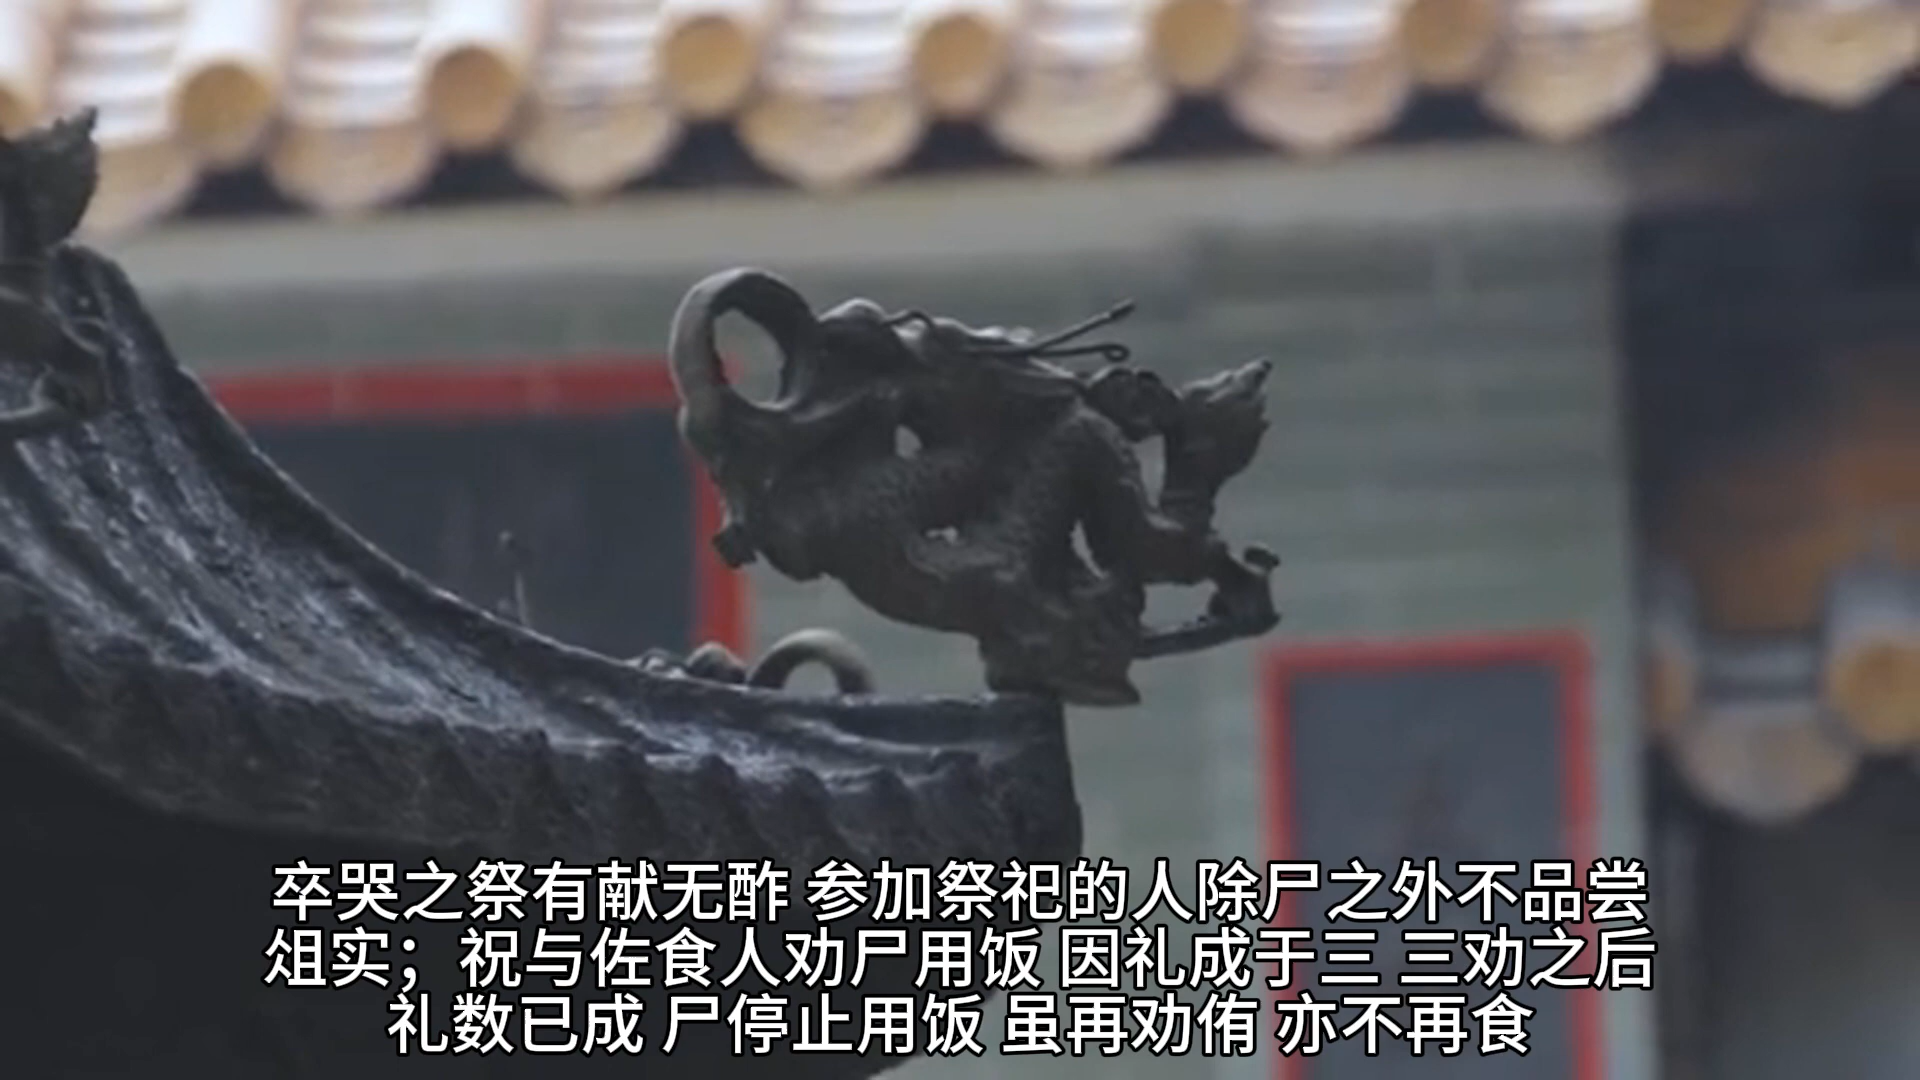 卒哭之祭有献无酢 参加祭祀的人除尸之外不品尝
俎实；祝与佐食人劝尸用饭 因礼成于三 三劝之后
礼数已成 尸停止用饭 虽再劝侑 亦不再食